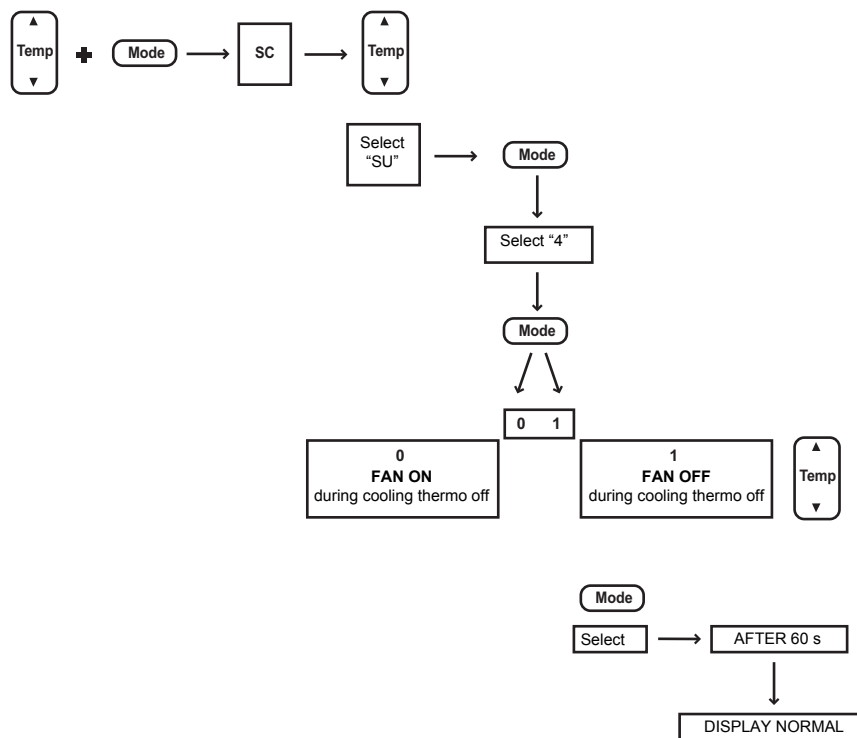 ▲
Temp
▼
+
Mode
SC
▲
Temp
▼
Select
“SU”
Mode
Select “4”
Mode
0 1
0
FAN ON
during cooling thermo off
1
FAN OFF
during cooling thermo off
▲
Temp
▼
Mode
Select
AFTER 60 s
DISPLAY NORMAL